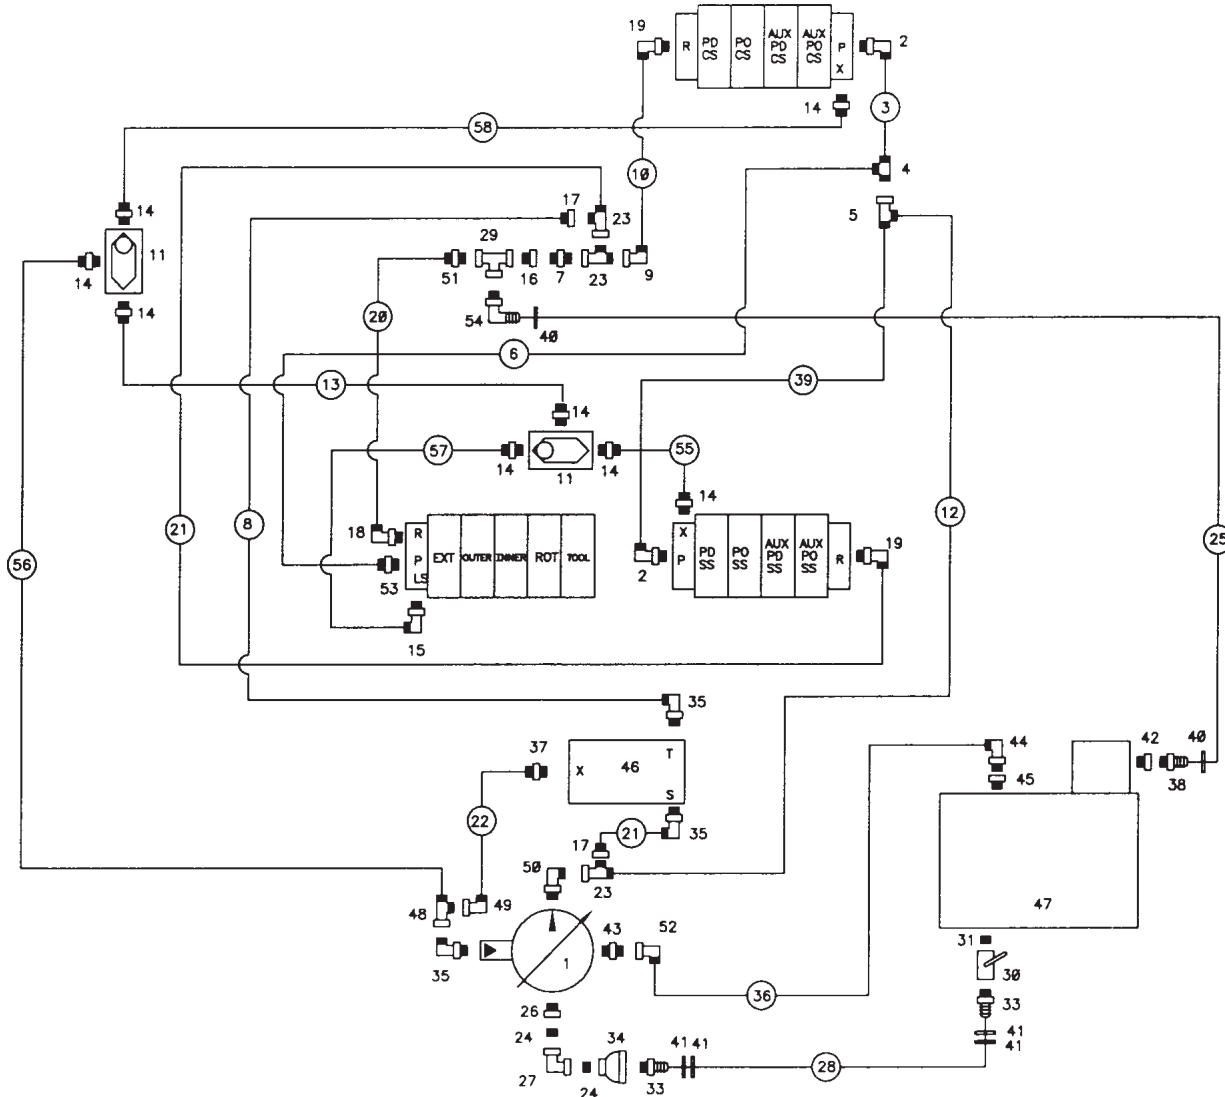 19
R
PD
CS
PO
CS
AUX
PD
CS
AUX
PO
CS
P
X
2
14
3
58
10
4
14
17
23
5
11
29
14
51
16
7
23
9
14
20
54
40
6
13
39
14
57
55
14
11
14
14
12
21
8
18
R
P
LS
EXT
OUTER
INNER
ROT
TOOL
X
P
PD
SS
PO
SS
AUX
PD
SS
AUX
PO
SS
R
19
25
56
53
2
15
35
37
X
46
T
S
44
42
40
45
38
22
17
21
35
50
23
48
49
47
43
52
31
35
1
30
36
33
26
24
34
41
41
41
41
27
24
33
28